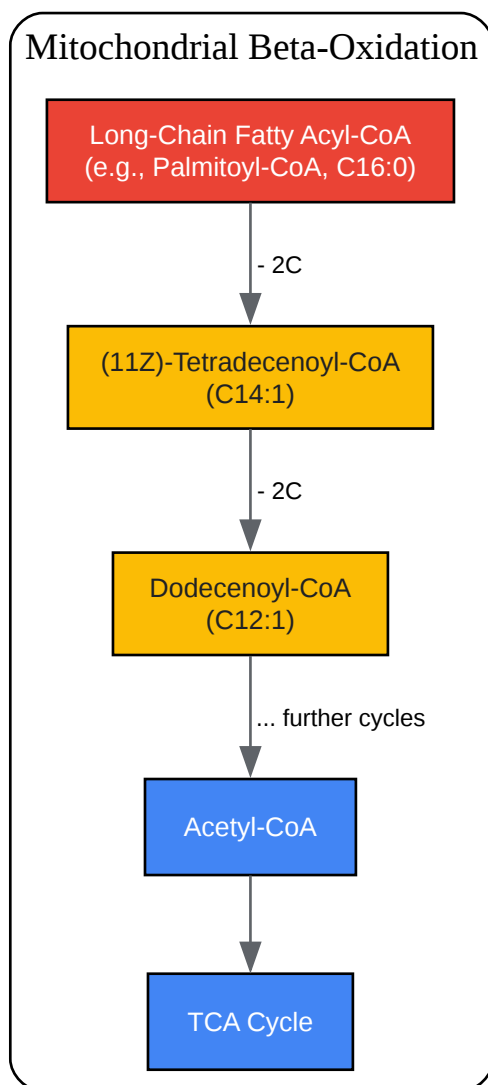 Mitochondrial Beta-Oxidation
Long-Chain Fatty Acyl-CoA
(e.g., Palmitoyl-CoA, C16:0)
- 2C
(11Z)-Tetradecenoyl-CoA
(C14:1)
- 2C
Dodecenoyl-CoA
(C12:1)
... further cycles
Acetyl-CoA
TCA Cycle